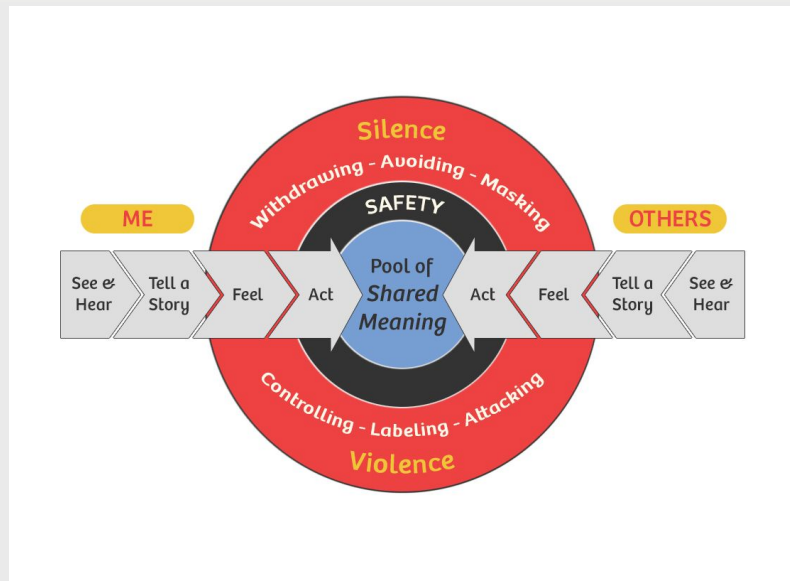 Silence
Withdrawing - Avoiding - Masking
SAFETY
ME
OTHERS
See &
Hear
Tell a
Story
Feel
Act
Pool of
Shared
Meaning
Act
Feel
Tell a
Story
See &
Hear
Controlling - Labeling - Attacking
Violence